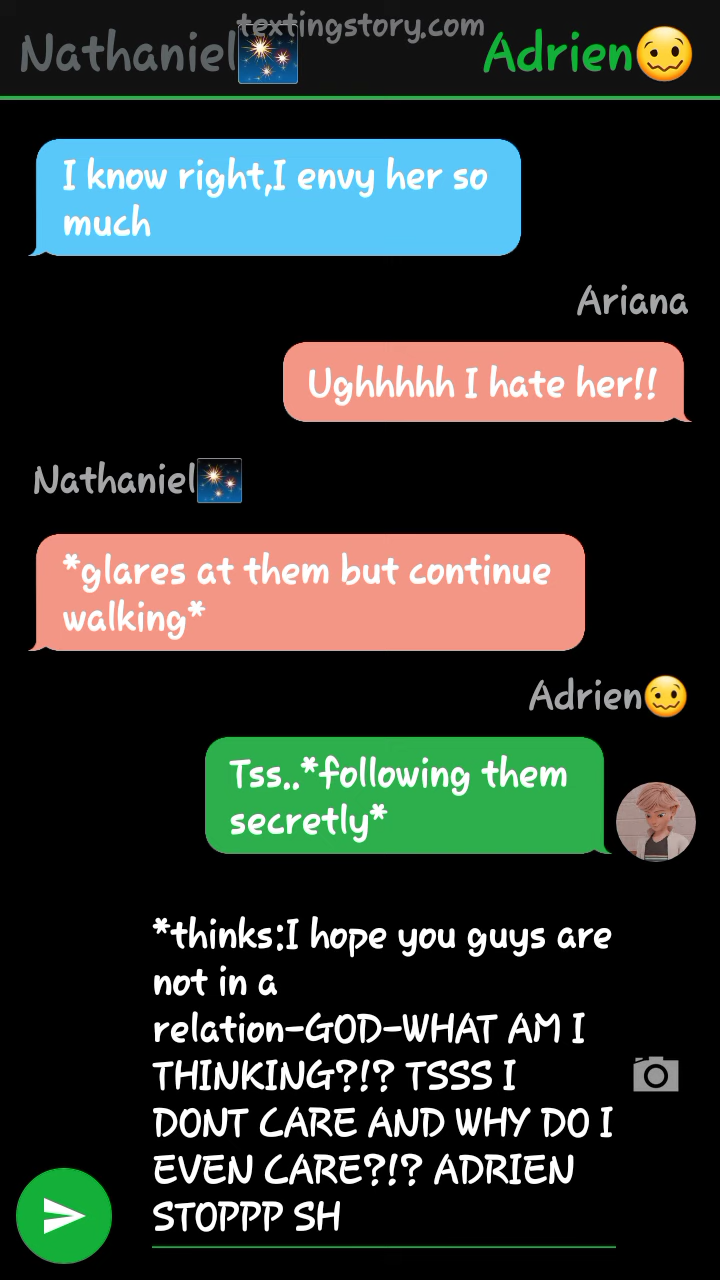 textingstory.com
Nathaniel🎇 Adrien🥴
I know right,I envy her so
much
Ariana
Ughhhhh I hate her!!
Nathaniel🎇
*glares at them but continue
walking*
Adrien🥴
Tss..*following them
secretly*
*thinks:I hope you guys are
not in a
relation-GOD-WHAT AM I
THINKING?!? TSSS I
DONT CARE AND WHY DO I
EVEN CARE?!? ADRIEN
STOPPP SH